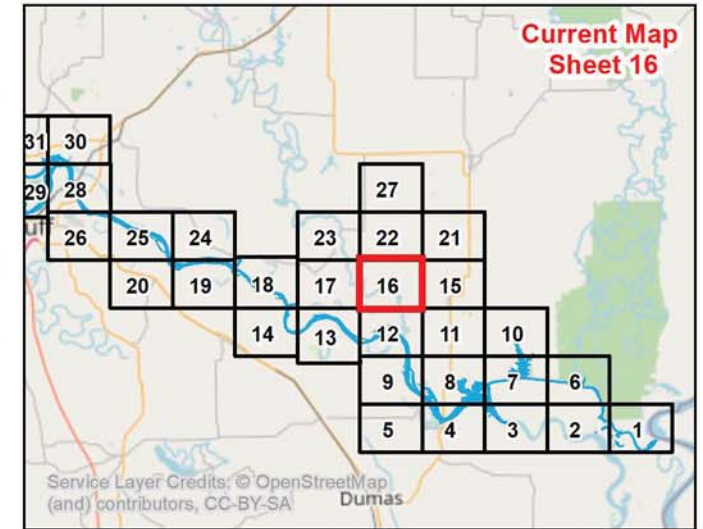 Current Map
Sheet 16
31 30
27
29 28
uff
26 25 24 23 22 21
20 19 18 17 16 15
14 13 12 11 10
9 8 7 6
5 4 3 2 1
Service Layer Credits: © OpenStreetMap
(and) contributors, CC-BY-SA
Dumas